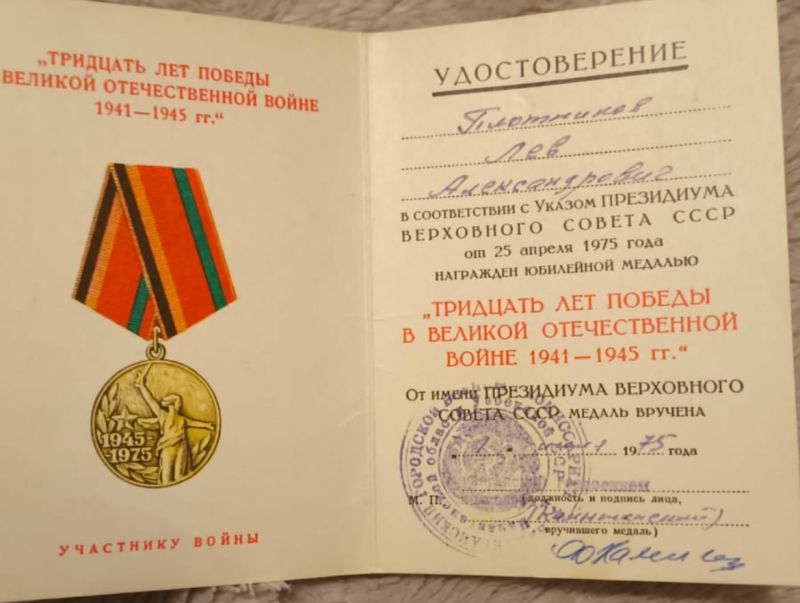 „ТРИДЦАТЬ ЛЕТ ПОБЕДЫ
ВЕЛИКОЙ ОТЕЧЕСТВЕННОЙ ВОЙНЕ
1941—1945 гг.“
1945-
-1975
УЧАСТНИКУ ВОЙНЫ
УДОСТОВЕРЕНИЕ
Плотников
Лев
Александрович
В СООТВЕТСТВИИ С УКАЗОМ ПРЕЗИДИУМА
ВЕРХОВНОГО СОВЕТА СССР
от 25 апреля 1975 года
НАГРАЖДЕН ЮБИЛЕЙНОЙ МЕДАЛЬЮ
„ТРИДЦАТЬ ЛЕТ ПОБЕДЫ
В ВЕЛИКОЙ ОТЕЧЕСТВЕННОЙ
ВОЙНЕ 1941—1945 гг.“
От имени ПРЕЗИДИУМА ВЕРХОВНОГО
СОВЕТА СССР МЕДАЛЬ ВРУЧЕНА
1975 года
М. П. (должность и подпись лица,
вручившего медаль)